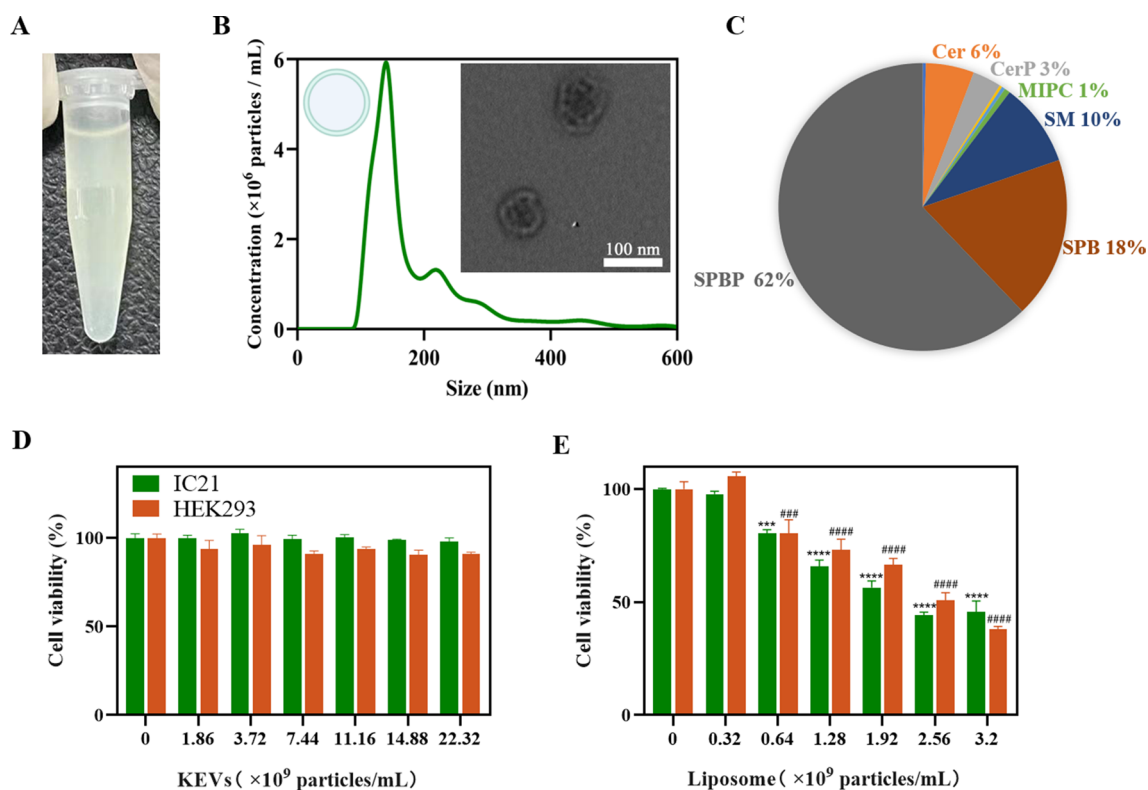 A
B
C
Concentration (×10⁶ particles / mL)
6
4
2
0
0
200
400
600
Size (nm)
100 nm
Cer 6%
CerP 3%
MIPC 1%
SM 10%
SPB 18%
SPBP 62%
D
E
Cell viability (%)
100
50
0
IC21
HEK293
0
1.86
3.72
7.44
11.16
14.88
22.32
KEVs( ×10⁹ particles/mL)
Cell viability (%)
100
50
0
***
###
****
####
****
####
****
####
****
####
0
0.32
0.64
1.28
1.92
2.56
3.2
Liposome( ×10⁹ particles/mL)